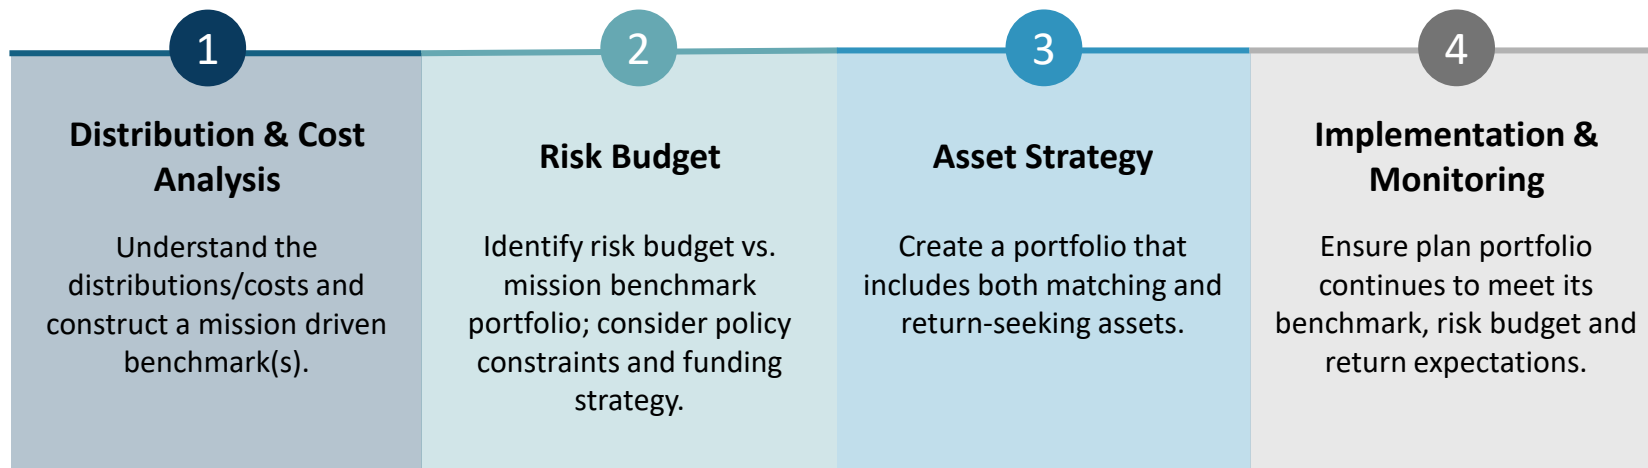 1
Distribution & Cost
Analysis
Understand the
distributions/costs and
construct a mission driven
benchmark(s).
2
Risk Budget
Identify risk budget vs.
mission benchmark
portfolio; consider policy
constraints and funding
strategy.
3
Asset Strategy
Create a portfolio that
includes both matching and
return-seeking assets.
4
Implementation &
Monitoring
Ensure plan portfolio
continues to meet its
benchmark, risk budget and
return expectations.